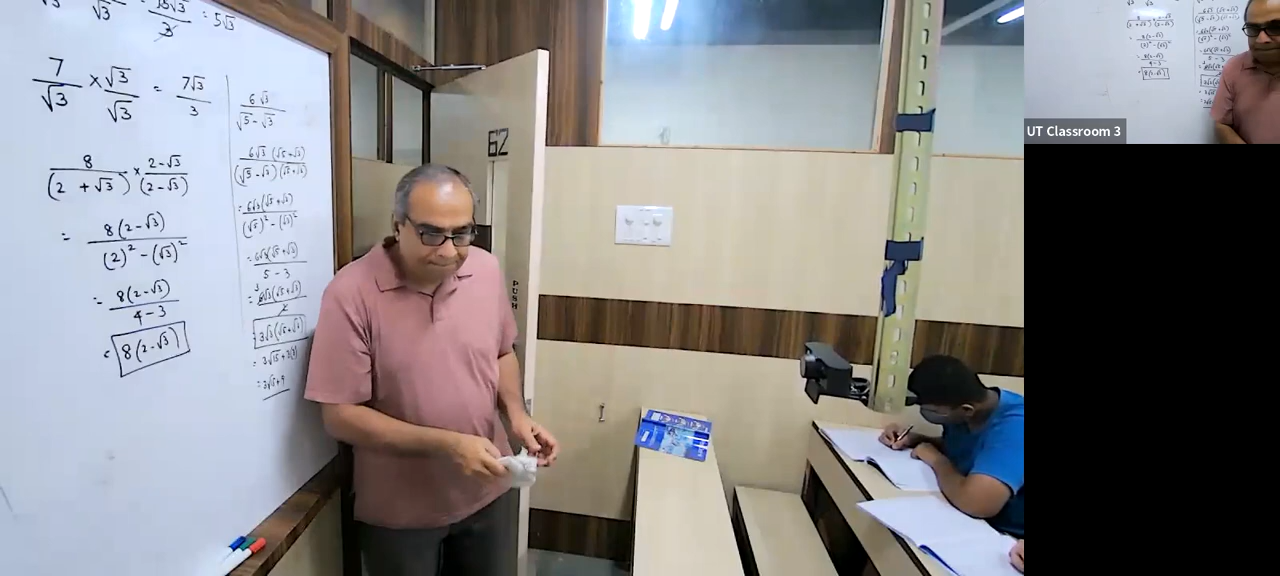 = 15√3 / 3 = 5√3
7/√3 × √3/√3 = 7√3/3
8/(2 + √3) × (2-√3)/(2-√3)
= 8(2-√3)/((2)² - (√3)²)
= 8(2-√3)/(4-3)
= 8(2-√3)
6√3/(√5 - √3)
6√3 (√5+√3)/((√5-√3)(√5+√3))
= 6√3(√5+√3)/((√5)² - (√3)²)
= 6√3(√5+√3)/(5 - 3)
= 6√3(√5+√3)/2
3√3(√5+√3)
= 3√15 + 3(3)
= 3√15 + 9
62
PUSH
UT Classroom 3